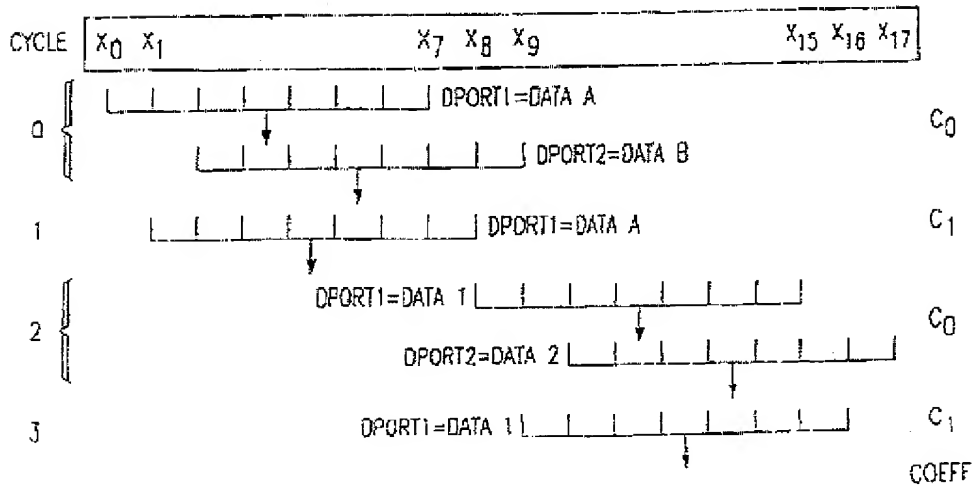 CYCLE X0 X1 X7 X8 X9 X15 X16 X17
DPORT1=DATA A
0 C0
DPORT2=DATA B
1 DPORT1=DATA A C1
DPORT1=DATA 1
2 C0
DPORT2=DATA 2
3 DPORT1=DATA 1 C1
COEFF